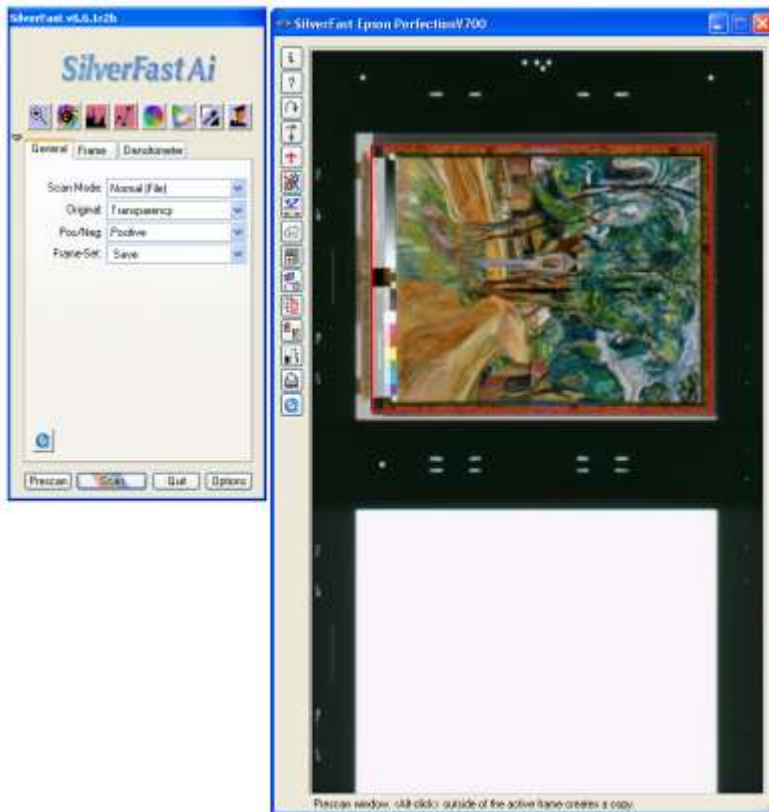 SilverFast v6.6.1r2b
SilverFast Ai
General Frame Densitometer
Scan Mode: Normal (File)
Original: Transparency
Pos/Neg: Positive
Frame-Set: Save
Prescan Scan Quit Options
SilverFast Epson PerfectionV700
i
?
Prescan window. <Alt-click> outside of the active frame creates a copy.